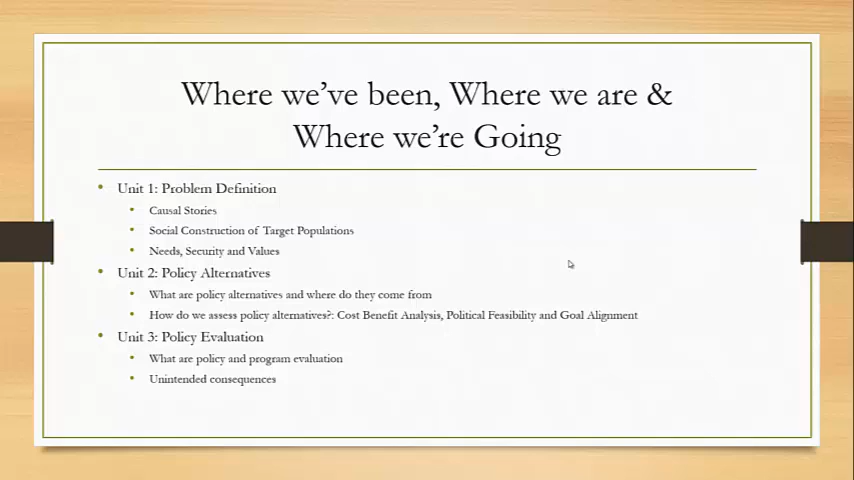 Where we've been, Where we are &
Where we're Going
• Unit 1: Problem Definition
• Causal Stories
• Social Construction of Target Populations
• Needs, Security and Values
• Unit 2: Policy Alternatives
• What are policy alternatives and where do they come from
• How do we assess policy alternatives?: Cost Benefit Analysis, Political Feasibility and Goal Alignment
• Unit 3: Policy Evaluation
• What are policy and program evaluation
• Unintended consequences